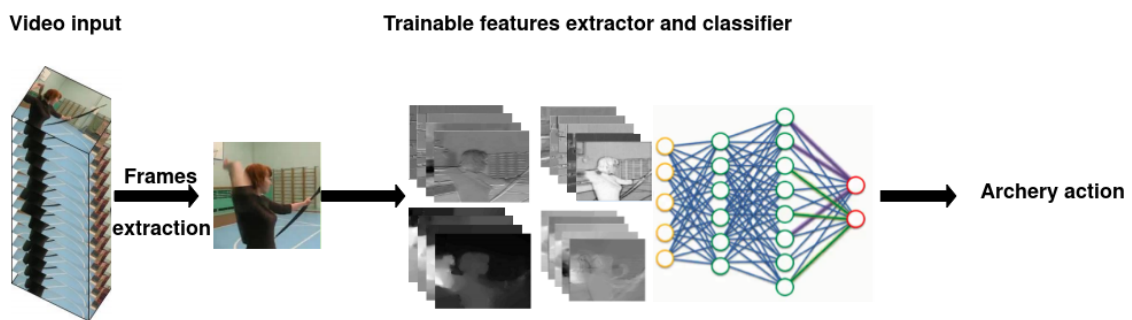 Video input
Trainable features extractor and classifier
Frames
extraction
Archery action